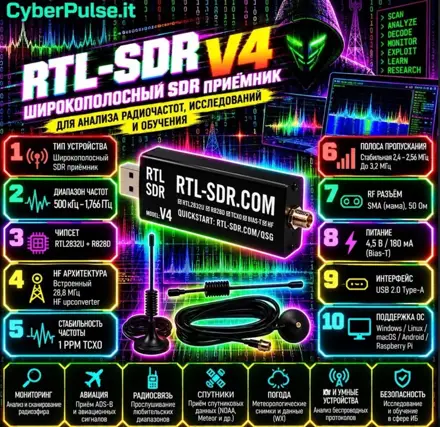 CyberPulse.it
SCAN
ANALYZE
DECODE
MONITOR
EXPLOIT
LEARN
RESEARCH
RTL-SDR V4
ШИРОКОПОЛОСНЫЙ SDR ПРИЁМНИК
ДЛЯ АНАЛИЗА РАДИОЧАСТОТ, ИССЛЕДОВАНИЙ
И ОБУЧЕНИЯ
1 ТИП УСТРОЙСТВА
Широкополосный
SDR приёмник
2 ДИАПАЗОН ЧАСТОТ
500 кГц – 1,766 ГГц
3 ЧИПСЕТ
RTL2832U + R828D
4 HF АРХИТЕКТУРА
Встроенный
28,8 МГц
HF upconverter
5 СТАБИЛЬНОСТЬ
ЧАСТОТЫ
1 PPM TCXO
RTL
SDR
MODEL: V4
RTL-SDR.COM
RTL2832U R828D TCXO BIAS-T HF
QUICKSTART: RTL-SDR.COM/QSG
6 ПОЛОСА ПРОПУСКАНИЯ
Стабильная 2,4 - 2,56 МГц
До 3,2 МГц
7 RF РАЗЪЁМ
SMA (мама), 50 Ом
8 ПИТАНИЕ
4,5 В / 180 мА
(Bias-T)
9 ИНТЕРФЕЙС
USB 2.0 Type-A
10 ПОДДЕРЖКА ОС
Windows / Linux /
macOS / Android /
Raspberry Pi
МОНИТОРИНГ
Анализ и сканирование
радиоэфира
АВИАЦИЯ
Приём ADS-B
и авиационных
сигналов
РАДИОСВЯЗЬ
Прослушивание
любительских
диапазонов
СПУТНИКИ
Приём спутниковых
данных (NOAA,
Meteor и др.)
ПОГОДА
Метеорологические
снимки и данные
(WX)
И УМНЫЕ
УСТРОЙСТВА
Анализ беспроводных
протоколов
БЕЗОПАСНОСТЬ
Исследование
и обучение
в сфере ИБ